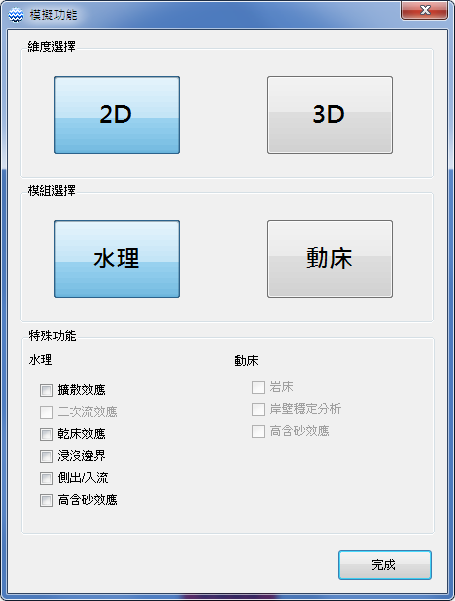 模擬功能
維度選擇
2D
3D
模組選擇
水理
動床
特殊功能
水理
擴散效應
二次流效應
乾床效應
浸沒邊界
側出/入流
高含砂效應
動床
岩床
岸壁穩定分析
高含砂效應
完成